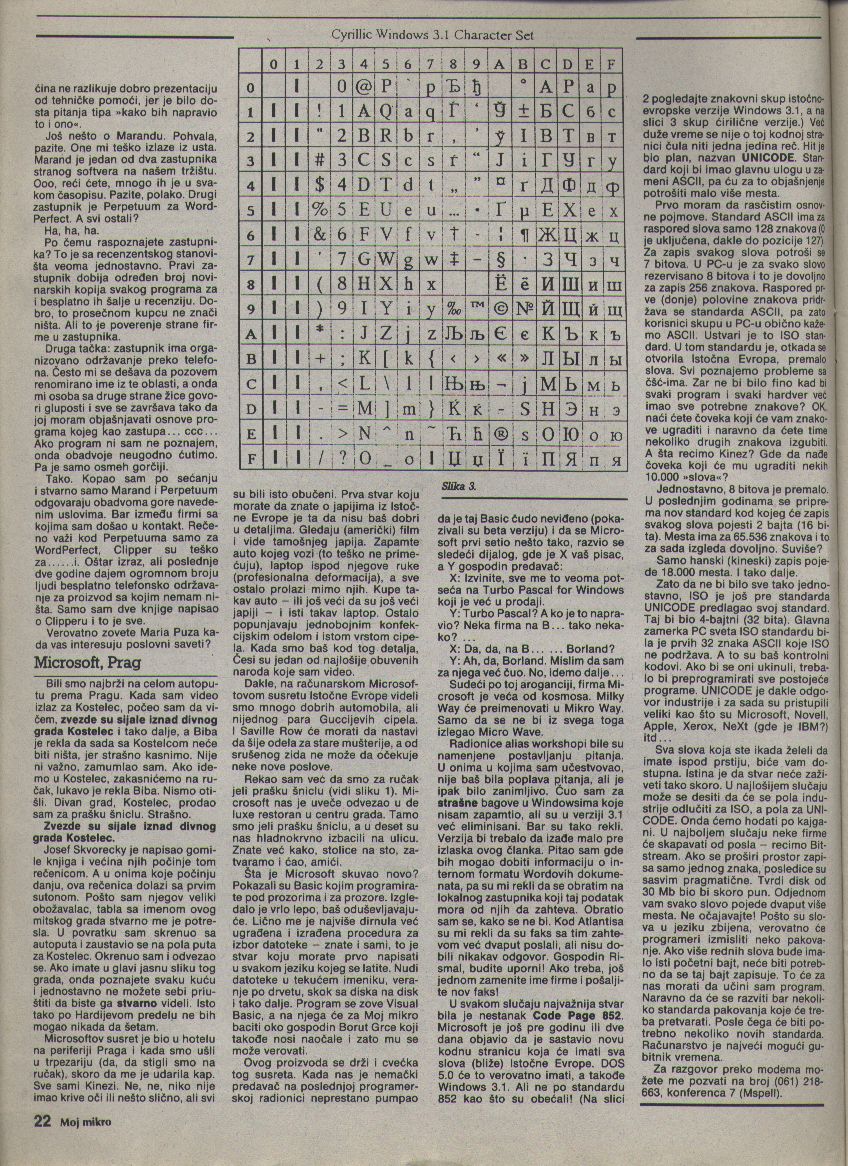 ćina ne razlikuje dobro prezentaciju
od tehničke pomoći, jer je bilo do-
sta pitanja tipa »kako bih napravio
to i ono«.
Još nešto o Marandu. Pohvala,
pazite. One mi teško izlaze iz usta.
Marand je jedan od dva zastupnika
stranog softvera na našem tržištu.
Ooo, reći ćete, mnogo ih je u sva-
kom časopisu. Pazite, polako. Drugi
zastupnik je Perpetuum za Word-
Perfect. A svi ostali?
Ha, ha, ha.
Po čemu raspoznajete zastupni-
ka? To je sa recenzentskog stanovi-
šta veoma jednostavno. Pravi za-
stupnik dobija određen broj novi-
narskih kopija svakog programa za
i besplatno ih šalje u recenziju. Do-
bro, to prosečnom kupcu ne znači
ništa. Ali to je poverenje strane fir-
me u zastupnika.
Druga tačka: zastupnik ima or-
ganizovano održavanje preko telefo-
na. Često mi se dešava da pozovem
renomirano ime iz te oblasti, a onda
mi osoba sa druge strane žice govo-
ri gluposti i sve se završava tako da
joj moram objašnjavati osnove pro-
grama kojeg kao zastupa... ccc...
Ako program ni sam ne poznajem,
onda obadvoje neugodno ćutimo.
Pa je samo osmeh gorčiji.
Tako. Kopao sam po sećanju
i stvarno samo Marand i Perpetuum
odgovaraju obadvoma gore navede-
nim uslovima. Bar između firmi sa
kojima sam došao u kontakt. Reče-
no važi kod Perpetuuma samo za
WordPerfect, Clipper su teško
za......i. Oštar izraz, ali poslednje
dve godine dajem ogromnom broju
ljudi besplatno telefonsko održava-
nje za proizvod sa kojim nemam ni-
šta. Samo sam dve knjige napisao
o Clipperu i to je sve.
Verovatno zovete Maria Puza ka-
da vas interesuju poslovni saveti?
Microsoft, Prag
Bili smo najbrži na celom autopu-
tu prema Pragu. Kada sam video
izlaz za Kostelec, počeo sam da vi-
čem, zvezde su sijale iznad divnog
grada Kostelec i tako dalje, a Biba
je rekla da sada sa Kostelcom neće
biti ništa, jer strašno kasnimo. Nije
ni važno, zamumlao sam. Ako ide-
mo u Kostelec, zakasnićemo na ru-
čak, lukavo je rekla Biba. Nismo oti-
šli. Divan grad, Kostelec, prodao
sam za prašku šniclu. Strašno.
Zvezde su sijale iznad divnog
grada Kostelec.
Josef Skvorecky je napisao gomi-
le knjiga i većina njih počinje tom
rečenicom. A u onima koje počinju
danju, ova rečenica dolazi sa prvim
sutonom. Pošto sam njegov veliki
obožavalac, tabla sa imenom ovog
mitskog grada stvarno me je potre-
sla. U povratku sam skrenuo sa
autoputa i zaustavio se na pola puta
za Kostelec. Okrenuo sam i odvezao
se. Ako imate u glavi jasnu sliku tog
grada, onda poznajete svaku kuću
i jednostavno ne možete sebi priu-
štiti da biste ga stvarno videli. Isto
tako po Hardijevom predelu ne bih
mogao nikada da šetam.
Microsoftov susret je bio u hotelu
na periferiji Praga i kada smo ušli
u trpezariju (da, da stigli smo na
ručak), skoro da me je udarila kap.
Sve sami Kinezi. Ne, ne, niko nije
imao krive oči ili nešto slično, ali svi
Cyrillic Windows 3.1 Character Set
0 1 2 3 4 5 6 7 8 9 A B C D E F
0 0 @ P ` p Ђ ђ ° А Р а р
1 ! 1 A Q a q Ѓ ‘ Ў ± Б С б с
2 " 2 B R b r ‚ ’ ў І В Т в т
3 # 3 C S c s ѓ “ Ј і Г У г у
4 $ 4 D T d t „ ” ¤ ґ Д Ф д ф
5 % 5 E U e u … • Ґ µ Е Х е х
6 & 6 F V f v † - ¦ ¶ Ж Ц ж ц
7 ' 7 G W g w ‡ – § · З Ч з ч
8 ( 8 H X h x Ё ё И Ш и ш
9 ) 9 I Y i y ‰ ™ © № Й Щ й щ
A * : J Z j z Љ љ Є є К Ъ к ъ
B + ; K [ k { ‹ › « » Л Ы л ы
C , < L \ l | Њ њ ¬ ј М Ь м ь
D - = M ] m } Ќ ќ - Ѕ Н Э н э
E . > N ^ n ~ Ћ ћ ® ѕ О Ю о ю
F / ? O _ o Џ џ Ї ї П Я п я
Slika 3.
su bili isto obučeni. Prva stvar koju
morate da znate o japijima iz Istoč-
ne Evrope je ta da nisu baš dobri
u detaljima. Gledaju (američki) film
i vide tamošnjeg japija. Zapamte
auto kojeg vozi (to teško ne prime-
ćuju), laptop ispod njegove ruke
(profesionalna deformacija), a sve
ostalo prolazi mimo njih. Kupe ta-
kav auto – ili još veći da su još veći
japiji – i isti takav laptop. Ostalo
popunjavaju jednobojnim konfek-
cijskim odelom i istom vrstom cipe-
la. Kada smo baš kod tog detalja,
Česi su jedan od najlošije obuvenih
naroda koje sam video.
Dakle, na računarskom Microsof-
tovom susretu Istočne Evrope videli
smo mnogo dobrih automobila, ali
nijednog para Guccijevih cipela.
I Saville Row će morati da nastavi
da šije odela za stare mušterije, a od
srušenog zida ne može da očekuje
neke nove poslove.
Rekao sam već da smo za ručak
jeli prašku šniclu (vidi sliku 1). Mi-
crosoft nas je uveče odvezao u de
luxe restoran u centru grada. Tamo
smo jeli prašku šniclu, a u deset su
nas hladnokrvno izbacili na ulicu.
Znate već kako, stolice na sto, za-
tvaramo i ćao, amići.
Šta je Microsoft skuvao novo?
Pokazali su Basic kojim programira-
te pod prozorima i za prozore. Izgle-
dalo je vrlo lepo, baš oduševljavaju-
će. Lično me je najviše dirnula već
ugrađena i izrađena procedura za
izbor datoteke – znate i sami, to je
stvar koju morate prvo napisati
u svakom jeziku kojeg se latite. Nudi
datoteke u tekućem imeniku, vera-
nje po drvetu, skok sa diska na disk
i tako dalje. Program se zove Visual
Basic, a na njega će za Moj mikro
baciti oko gospodin Borut Grce koji
takođe nosi naočale i zato mu se
može verovati.
Ovog proizvoda se drži i cvećka
tog susreta. Kada nas je nemački
predavač na poslednjoj programer-
skoj radionici neprestano pumpao
da je taj Basic čudo neviđeno (poka-
zivali su beta verziju) i da se Micro-
soft prvi setio nešto tako, razvio se
sledeći dijalog, gde je X vaš pisac,
a Y gospodin predavač:
X: Izvinite, sve me to veoma pot-
seća na Turbo Pascal for Windows
koji je već u prodaji.
Y: Turbo Pascal? A ko je to napra-
vio? Neka firma na B... tako neka-
ko? ...
X: Da, da, na B... ... Borland?
Y: Ah, da, Borland. Mislim da sam
za njega već čuo. No, idemo dalje...
Sudeći po toj aroganciji, firma Mi-
crosoft je veća od kosmosa. Milky
Way će preimenovati u Mikro Way.
Samo da se ne bi iz svega toga
izlegao Micro Wave.
Radionice alias workshopi bile su
namenjene postavljanju pitanja.
U onima u kojima sam učestvovao,
nije baš bila poplava pitanja, ali je
ipak bilo zanimljivo. Čuo sam za
strašne bagove u Windowsima koje
nisam zapamtio, ali su u verziji 3.1
već eliminisani. Bar su tako rekli.
Verzija bi trebalo da izađe malo pre
izlaska ovog članka. Pitao sam gde
bih mogao dobiti informaciju o in-
ternom formatu Wordovih dokume-
nata, pa su mi rekli da se obratim na
lokalnog zastupnika koji taj podatak
mora od njih da zahteva. Obratio
sam se, kako se ne bi. Kod Atlantisa
su mi rekli da su faks sa tim zahte-
vom već dvaput poslali, ali nisu do-
bili nikakav odgovor. Gospodin Ri-
smal, budite uporni! Ako treba, još
jednom zamenite ime firme i pošalji-
te nov faks!
U svakom slučaju najvažnija stvar
bila je nestanak Code Page 852.
Microsoft je još pre godinu ili dve
dana objavio da je sastavio novu
kodnu stranicu koja će imati sva
slova (bliže) Istočne Evrope. DOS
5.0 će to verovatno imati, a takođe
Windows 3.1. Ali ne po standardu
852 kao što su obećali! (Na slici
2 pogledajte znakovni skup istočno-
evropske verzije Windows 3.1, a na
slici 3 skup ćirilične verzije.) Već
duže vreme se nije o toj kodnoj stra-
nici čula niti jedna jedina reč. Hit je
bio plan, nazvan UNICODE. Stan-
dard koji bi imao glavnu ulogu u za-
meni ASCII, pa ću za to objašnjenje
potrošiti malo više mesta.
Prvo moram da rasčistim osnov-
ne pojmove. Standard ASCII ima za
raspored slova samo 128 znakova (0
je uključena, dakle do pozicije 127).
Za zapis svakog slova potroši se
7 bitova. U PC-u je za svako slovo
rezervisano 8 bitova i to je dovoljno
za zapis 256 znakova. Raspored pr-
ve (donje) polovine znakova pridr-
žava se standarda ASCII, pa zato
korisnici skupu u PC-u obično kaže-
mo ASCII. Ustvari je to ISO stan-
dard. U tom standardu je, otkada se
otvorila Istočna Evropa, premalo
slova. Svi poznajemo probleme sa
čšć-ima. Zar ne bi bilo fino kad bi
svaki program i svaki hardver već
imao sve potrebne znakove? OK,
naći ćete čoveka koji će vam znako-
ve ugraditi i naravno da ćete time
nekoliko drugih znakova izgubiti.
A šta recimo Kinez? Gde da nađe
čoveka koji će mu ugraditi nekih
10.000 »slova«?
Jednostavno, 8 bitova je premalo.
U poslednjim godinama se pripre-
ma nov standard kod kojeg će zapis
svakog slova pojesti 2 bajta (16 bi-
ta). Mesta ima za 65.536 znakova i to
za sada izgleda dovoljno. Suviše?
Samo hanski (kineski) zapis poje-
de 18.000 mesta. I tako dalje.
Zato da ne bi bilo sve tako jedno-
stavno, ISO je još pre standarda
UNICODE predlagao svoj standard.
Taj bi bio 4-bajtni (32 bita). Glavna
zamerka PC sveta ISO standardu bi-
la je prvih 32 znaka ASCII koje ISO
ne podržava. A to su baš kontrolni
kodovi. Ako bi se oni ukinuli, treba-
lo bi preprogramirati sve postojeće
programe. UNICODE je dakle odgo-
vor industrije i za sada su pristupili
veliki kao što su Microsoft, Novell,
Apple, Xerox, NeXt (gde je IBM?)
itd...
Sva slova koja ste ikada želeli da
imate ispod prstiju, biće vam do-
stupna. Istina je da stvar neće zaži-
veti tako skoro. U najlošijem slučaju
može se desiti da će se pola indu-
strije odlučiti za ISO, a pola za UNI-
CODE. Onda ćemo hodati po kajga-
ni. U najboljem slučaju neke firme
će skapavati od posla – recimo Bit-
stream. Ako se proširi prostor zapi-
sa samo jednog znaka, posledice su
sasvim pragmatične. Tvrdi disk od
30 Mb bio bi skoro pun. Odjednom
vam svako slovo pojede dvaput više
mesta. Ne očajavajte! Pošto su slo-
va u jeziku zbijena, verovatno će
programeri izmisliti neko pakova-
nje. Ako više rednih slova bude ima-
lo isti početni bajt, neće biti potreb-
no da se taj bajt zapisuje. To će za
nas morati da učini sam program.
Naravno da će se razviti bar nekoli-
ko standarda pakovanja koje će tre-
ba pretvarati. Posle čega će biti po-
trebno nekoliko novih standarda.
Računarstvo je najveći mogući gu-
bitnik vremena.
Za razgovor preko modema mo-
žete me pozvati na broj (061) 218-
663, konferenca 7 (Mspell).
22 Moj mikro